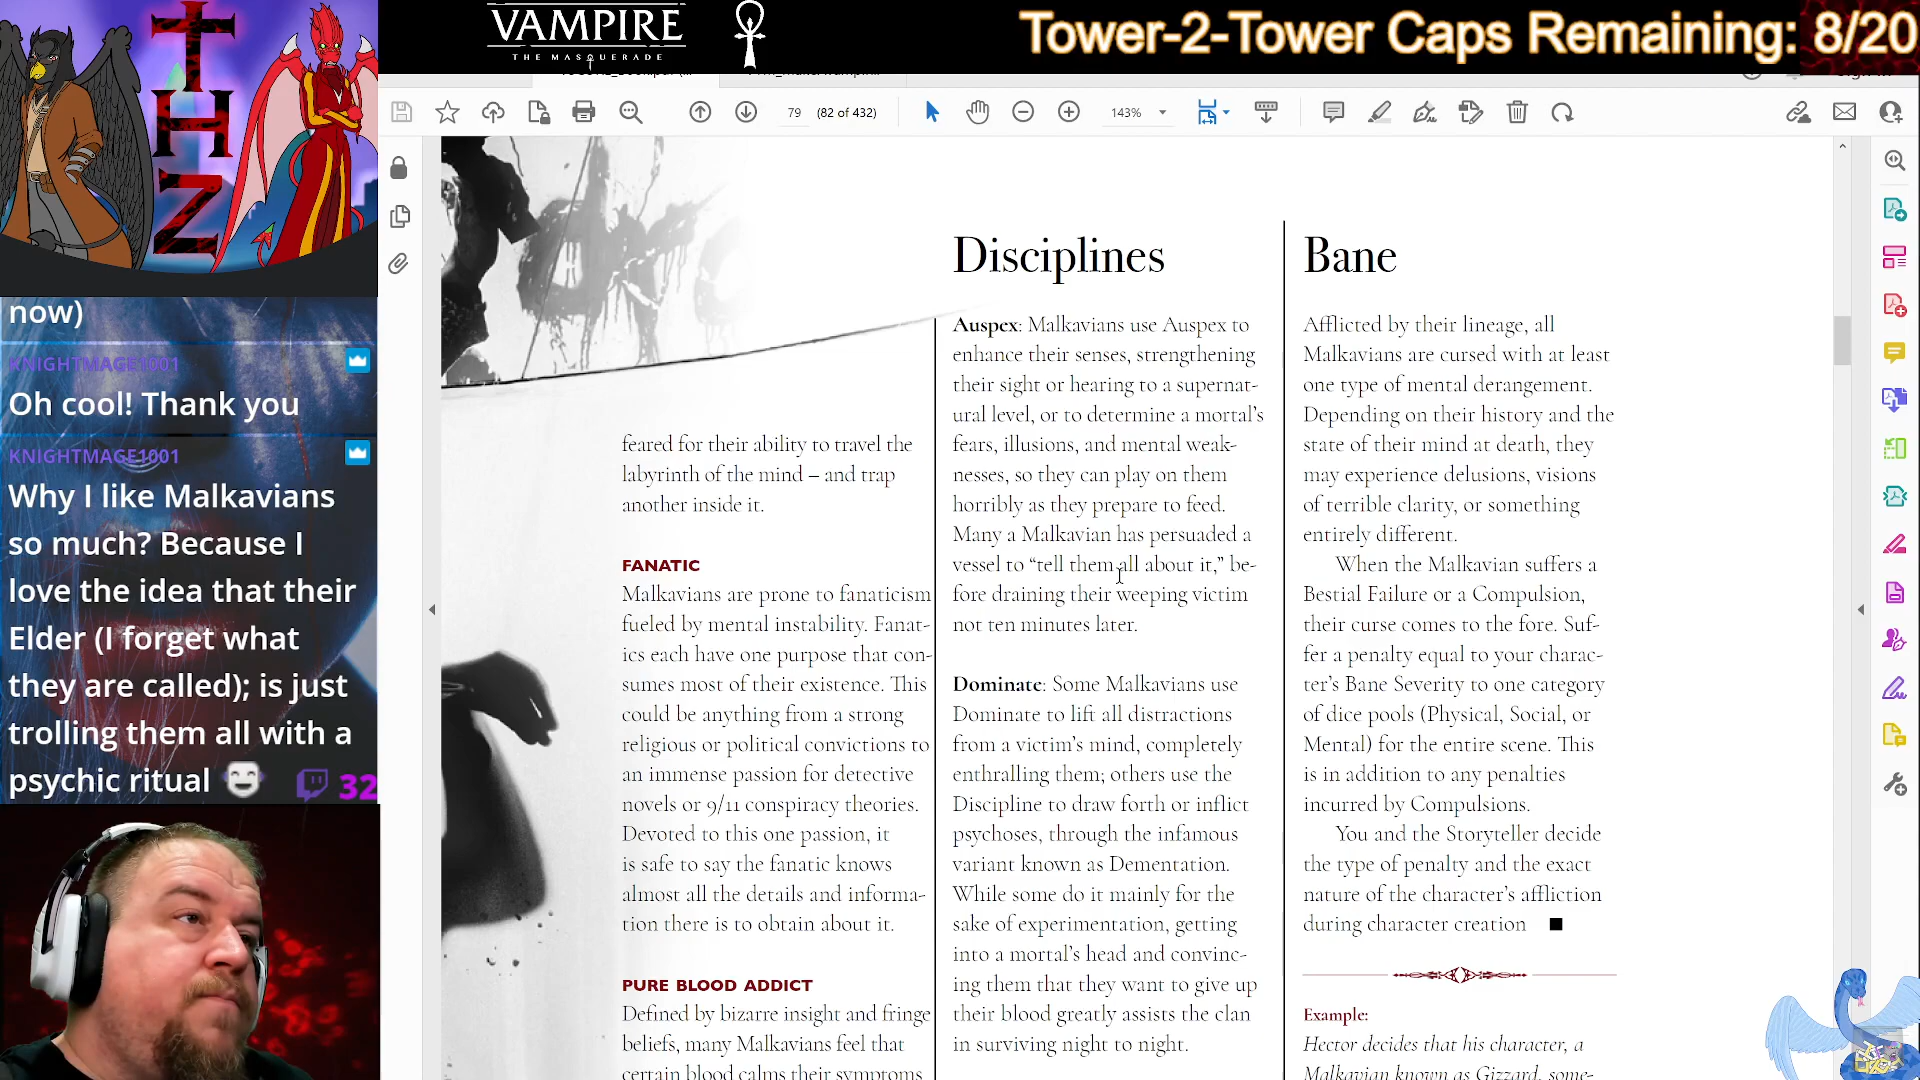 VAMPIRE
THE MASQUERADE
Tower-2-Tower Caps Remaining: 8/20
THZ
79
(82 of 432)
143%
now)
KNIGHTMAGE1001
Oh cool! Thank you
KNIGHTMAGE1001
Why I like Malkavians
so much? Because I
love the idea that their
Elder (I forget what
they are called); is just
trolling them all with a
psychic ritual
32
feared for their ability to travel the
labyrinth of the mind – and trap
another inside it.
FANATIC
Malkavians are prone to fanaticism
fueled by mental instability. Fanat-
ics each have one purpose that con-
sumes most of their existence. This
could be anything from a strong
religious or political convictions to
an immense passion for detective
novels or 9/11 conspiracy theories.
Devoted to this one passion, it
is safe to say the fanatic knows
almost all the details and informa-
tion there is to obtain about it.
PURE BLOOD ADDICT
Defined by bizarre insight and fringe
beliefs, many Malkavians feel that
certain blood calms their symptoms
Disciplines
Auspex: Malkavians use Auspex to
enhance their senses, strengthening
their sight or hearing to a supernat-
ural level, or to determine a mortal's
fears, illusions, and mental weak-
nesses, so they can play on them
horribly as they prepare to feed.
Many a Malkavian has persuaded a
vessel to “tell them all about it,” be-
fore draining their weeping victim
not ten minutes later.
Dominate: Some Malkavians use
Dominate to lift all distractions
from a victim's mind, completely
enthralling them; others use the
Discipline to draw forth or inflict
psychoses, through the infamous
variant known as Dementation.
While some do it mainly for the
sake of experimentation, getting
into a mortal's head and convinc-
ing them that they want to give up
their blood greatly assists the clan
in surviving night to night.
Bane
Afflicted by their lineage, all
Malkavians are cursed with at least
one type of mental derangement.
Depending on their history and the
state of their mind at death, they
may experience delusions, visions
of terrible clarity, or something
entirely different.
When the Malkavian suffers a
Bestial Failure or a Compulsion,
their curse comes to the fore. Suf-
fer a penalty equal to your charac-
ter's Bane Severity to one category
of dice pools (Physical, Social, or
Mental) for the entire scene. This
is in addition to any penalties
incurred by Compulsions.
You and the Storyteller decide
the type of penalty and the exact
nature of the character's affliction
during character creation
Example:
Hector decides that his character, a
Malkavian known as Gizzard, some-